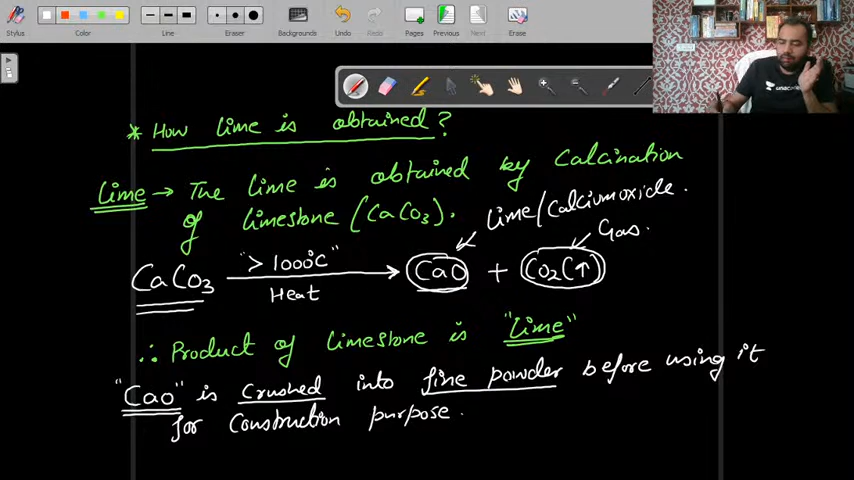 Stylus
Color
Line
Eraser
Backgrounds
Undo
Redo
Pages
Previous
Next
Erase
* How lime is obtained?
lime → The lime is obtained by Calcination
of limestone (CaCO3).
lime/Calciumoxide.
Gas.
CaCO3 ">1000°C" Heat → CaO + CO2(↑)
∴ Product of limestone is "lime"
"Cao" is crushed into fine powder before using it
for Construction purpose.